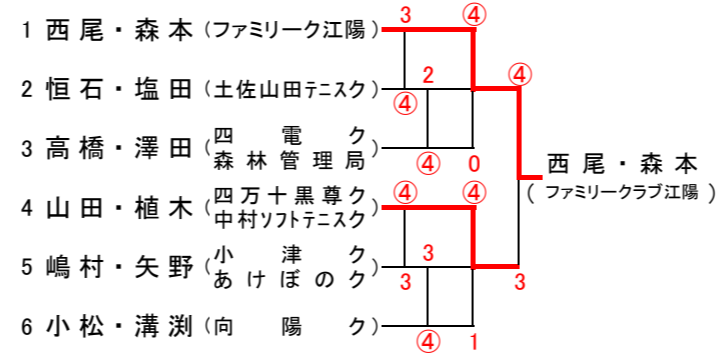 1 西尾・森本 (ファミリーク江陽) 3 ④
④
2 恒石・塩田 (土佐山田テニスク) ④ 2
3 高橋・澤田 (四電ク
森林管理局) ④ 0
西尾・森本
(ファミリークラブ江陽)
4 山田・植木 (四万十黒尊ク
中村ソフトテニスク) ④ ④
5 嶋村・矢野 (小津ク
あけぼのク) 3 3 3
6 小松・溝渕 (向陽ク) ④ 1